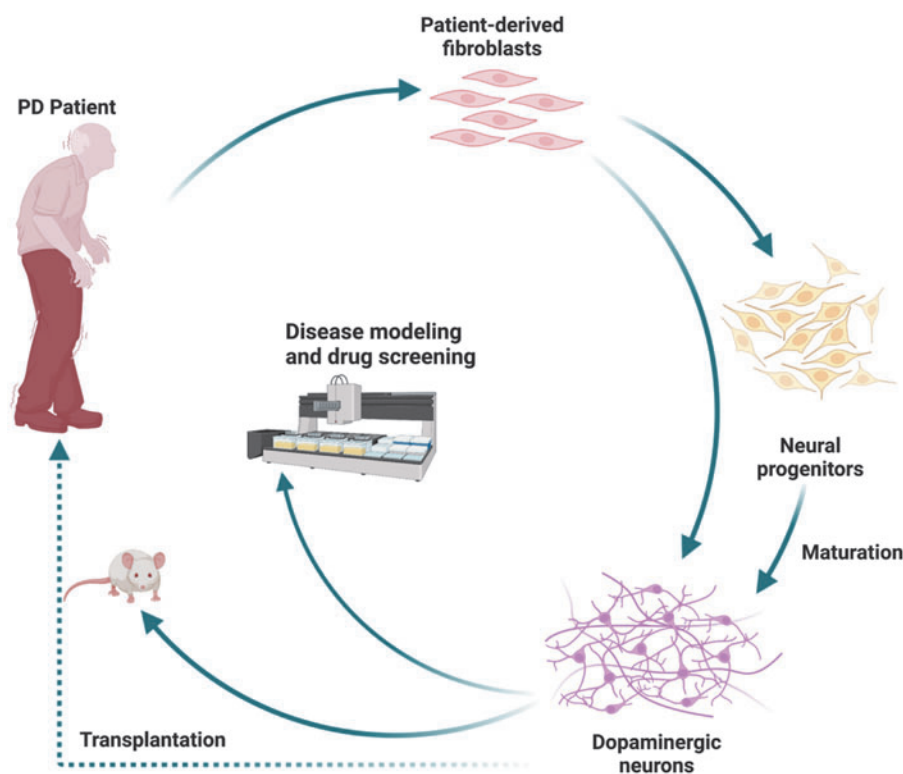 Patient-derived
fibroblasts
PD Patient
Disease modeling
and drug screening
Neural
progenitors
Maturation
Transplantation
Dopaminergic
neurons